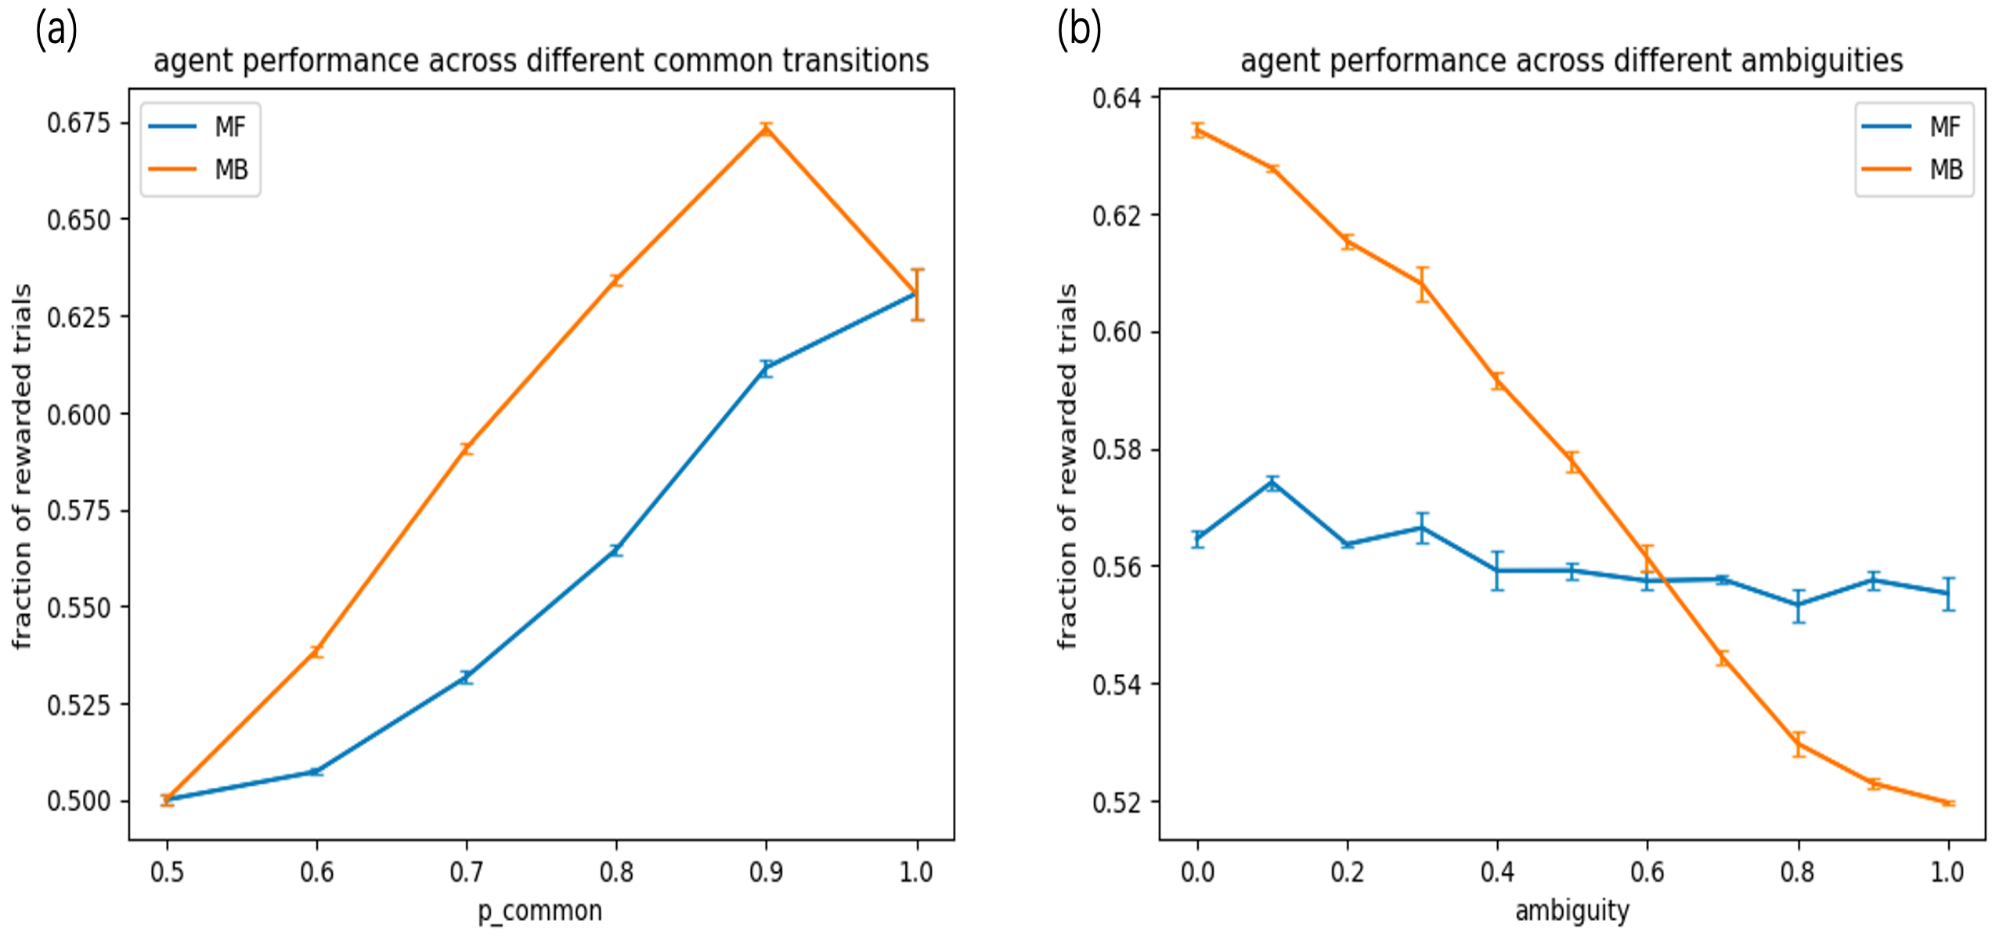 (a)
agent performance across different common transitions
MF
MB
fraction of rewarded trials
0.675
0.650
0.625
0.600
0.575
0.550
0.525
0.500
0.5 0.6 0.7 0.8 0.9 1.0
p_common
(b)
agent performance across different ambiguities
MF
MB
fraction of rewarded trials
0.64
0.62
0.60
0.58
0.56
0.54
0.52
0.0 0.2 0.4 0.6 0.8 1.0
ambiguity